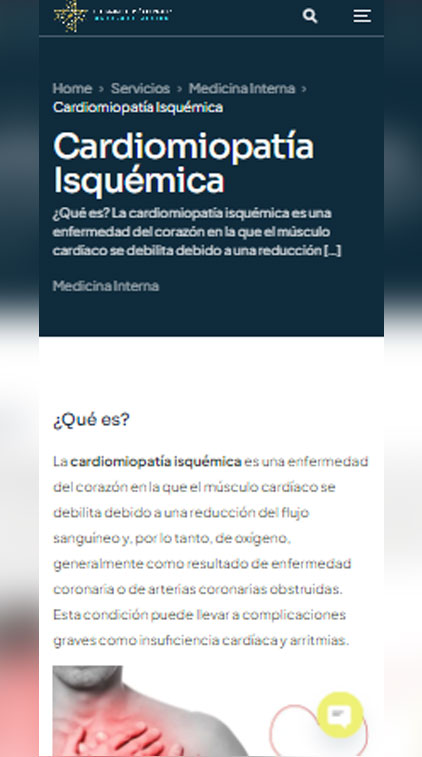 Home > Servicios > Medicina Interna >
Cardiomiopatía Isquémica
Cardiomiopatía
Isquémica
¿Qué es? La cardiomiopatía isquémica es una
enfermedad del corazón en la que el músculo
cardíaco se debilita debido a una reducción [...]
Medicina Interna
¿Qué es?
La cardiomiopatía isquémica es una enfermedad
del corazón en la que el músculo cardíaco se
debilita debido a una reducción del flujo
sanguíneo y, por lo tanto, de oxígeno,
generalmente como resultado de enfermedad
coronaria o de arterias coronarias obstruidas.
Esta condición puede llevar a complicaciones
graves como insuficiencia cardíaca y arritmias.